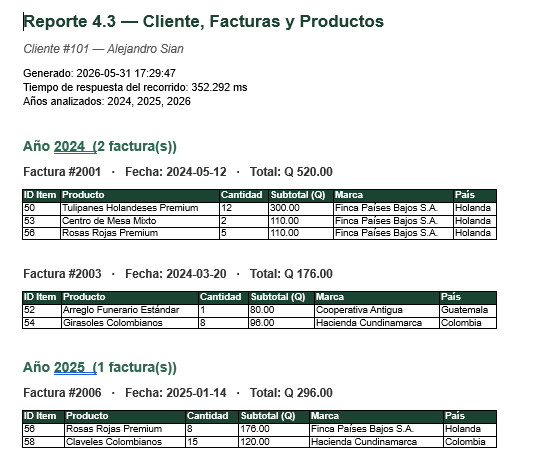 Reporte 4.3 — Cliente, Facturas y Productos
Cliente #101 — Alejandro Sian
Generado: 2026-05-31 17:29:47
Tiempo de respuesta del recorrido: 352.292 ms
Años analizados: 2024, 2025, 2026
Año 2024 (2 factura(s))
Factura #2001 · Fecha: 2024-05-12 · Total: Q 520.00
ID Item Producto Cantidad Subtotal (Q) Marca País
50 Tulipanes Holandeses Premium 12 300.00 Finca Países Bajos S.A. Holanda
53 Centro de Mesa Mixto 2 110.00 Finca Países Bajos S.A. Holanda
56 Rosas Rojas Premium 5 110.00 Finca Países Bajos S.A. Holanda
Factura #2003 · Fecha: 2024-03-20 · Total: Q 176.00
ID Item Producto Cantidad Subtotal (Q) Marca País
52 Arreglo Funerario Estándar 1 80.00 Cooperativa Antigua Guatemala
54 Girasoles Colombianos 8 96.00 Hacienda Cundinamarca Colombia
Año 2025 (1 factura(s))
Factura #2006 · Fecha: 2025-01-14 · Total: Q 296.00
ID Item Producto Cantidad Subtotal (Q) Marca País
56 Rosas Rojas Premium 8 176.00 Finca Países Bajos S.A. Holanda
58 Claveles Colombianos 15 120.00 Hacienda Cundinamarca Colombia